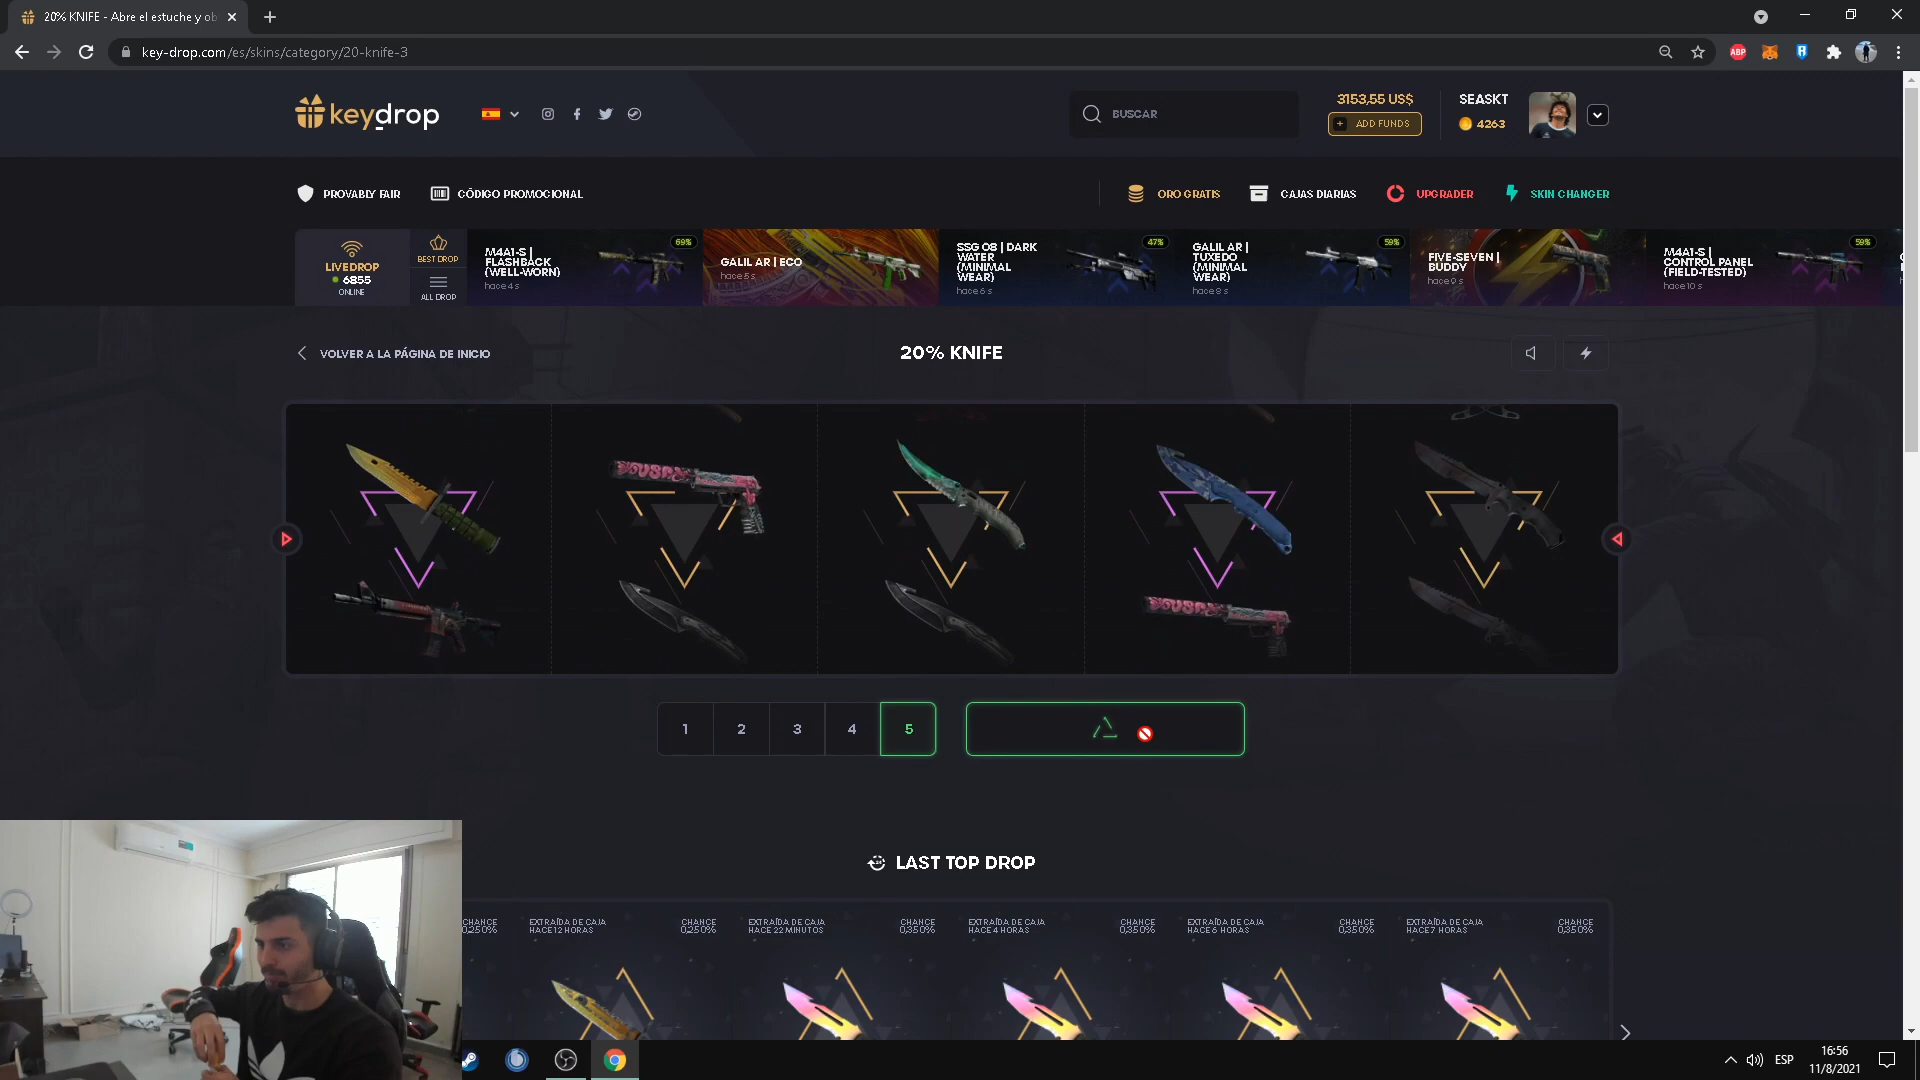 20% KNIFE - Abre el estuche y ob
key-drop.com/es/skins/category/20-knife-3
ABP
keydrop
BUSCAR
3153,55 US$
+ ADD FUNDS
SEASKT
4263
PROVABLY FAIR
CÓDIGO PROMOCIONAL
ORO GRATIS
CAJAS DIARIAS
UPGRADER
SKIN CHANGER
LIVEDROP
6855
ONLINE
BEST DROP
ALL DROP
M4A1-S |
FLASHBACK
(WELL-WORN)
hace 4 s
69%
GALIL AR | ECO
hace 5 s
SSG 08 | DARK
WATER
(MINIMAL
WEAR)
hace 6 s
47%
GALIL AR |
TUXEDO
(MINIMAL
WEAR)
hace 8 s
59%
FIVE-SEVEN |
BUDDY
hace 9 s
M4A1-S |
CONTROL PANEL
(FIELD-TESTED)
hace 10 s
59%
VOLVER A LA PÁGINA DE INICIO
20% KNIFE
1
2
3
4
5
LAST TOP DROP
CHANCE
0,250%
EXTRAÍDA DE CAJA
HACE 12 HORAS
CHANCE
0,250%
EXTRAÍDA DE CAJA
HACE 22 MINUTOS
CHANCE
0,350%
EXTRAÍDA DE CAJA
HACE 4 HORAS
CHANCE
0,350%
EXTRAÍDA DE CAJA
HACE 6 HORAS
CHANCE
0,350%
EXTRAÍDA DE CAJA
HACE 7 HORAS
CHANCE
0,350%
ESP
16:56
11/8/2021